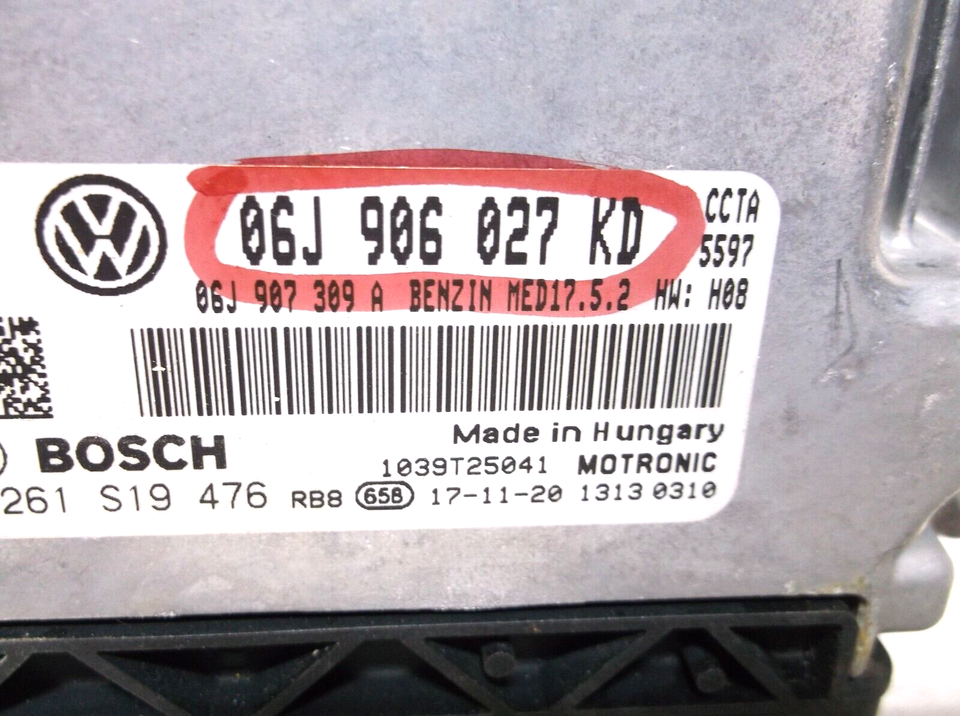 06J 906 027 KD
CCTA
5597
06J 907 309 A BENZIN MED17.5.2 HW: H08
Made in Hungary
BOSCH
1039T25041 MOTRONIC
261 S19 476 RB8 658 17-11-20 1313 0310